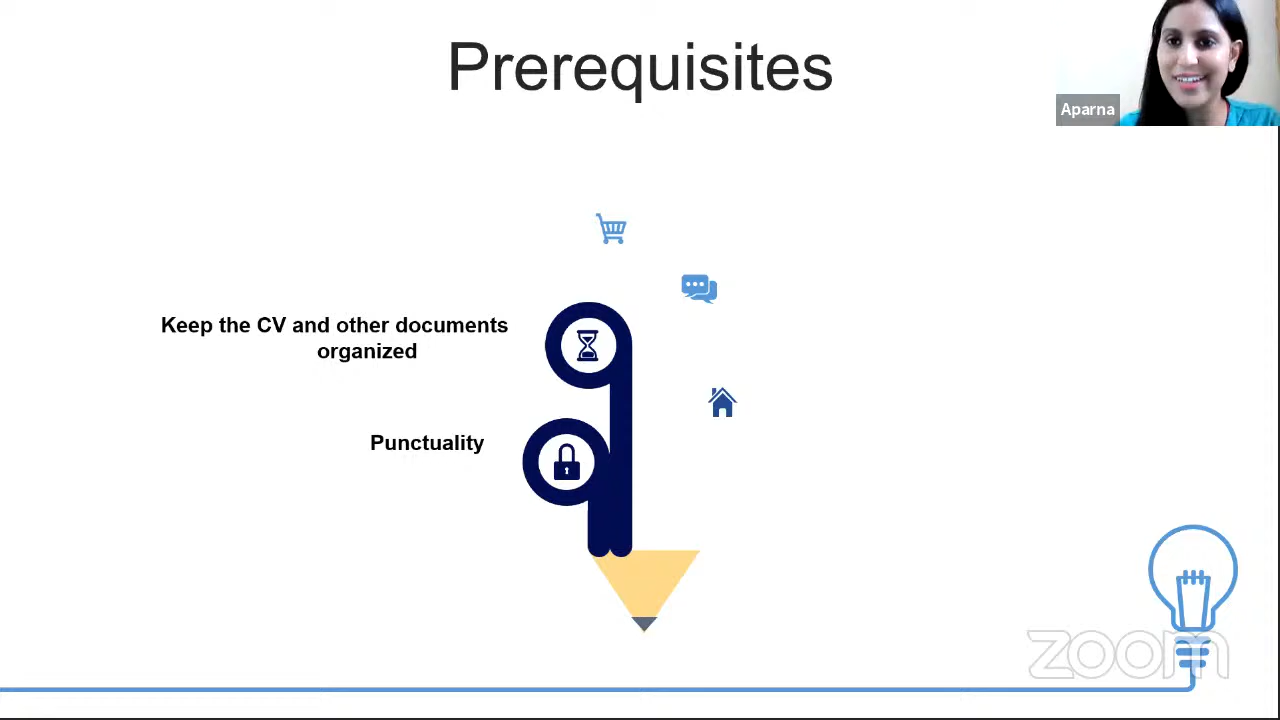 Prerequisites
Aparna
Keep the CV and other documents
organized
Punctuality
zoom